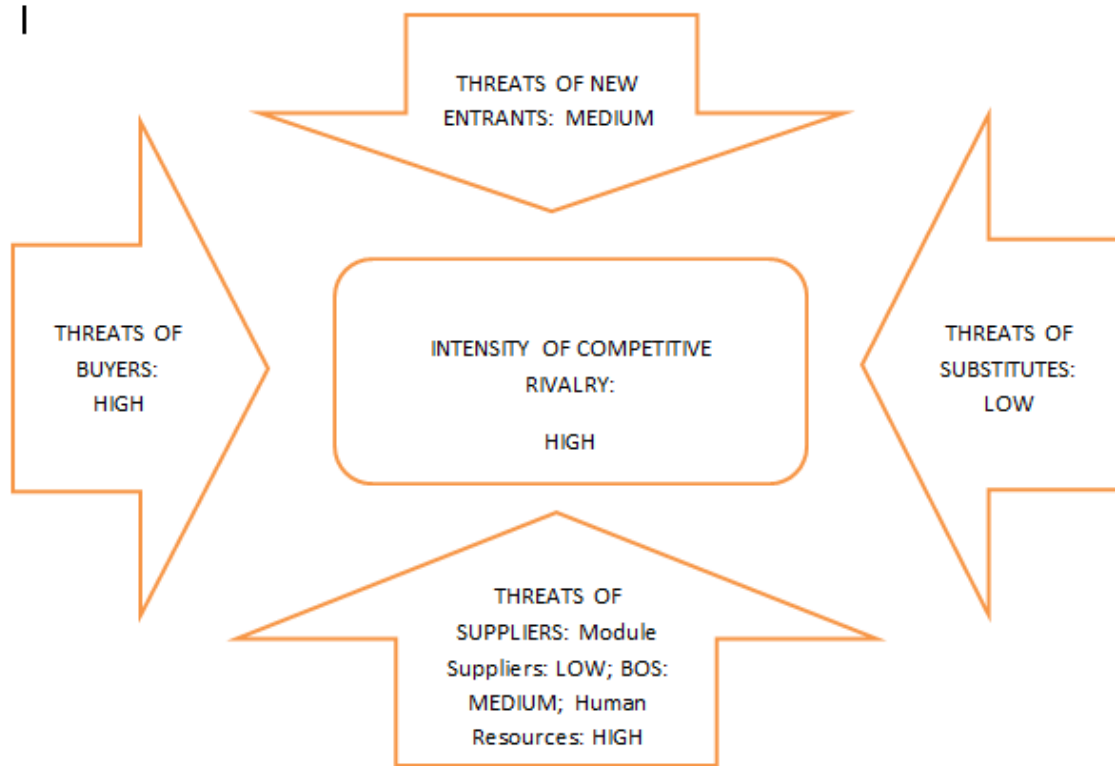 THREATS OF NEW
ENTRANTS: MEDIUM
THREATS OF
BUYERS:
HIGH
INTENSITY OF COMPETITIVE
RIVALRY:
HIGH
THREATS OF
SUBSTITUTES:
LOW
THREATS OF
SUPPLIERS: Module
Suppliers: LOW; BOS:
MEDIUM; Human
Resources: HIGH